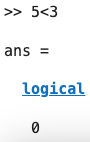 >> 5<3
ans =
logical
0